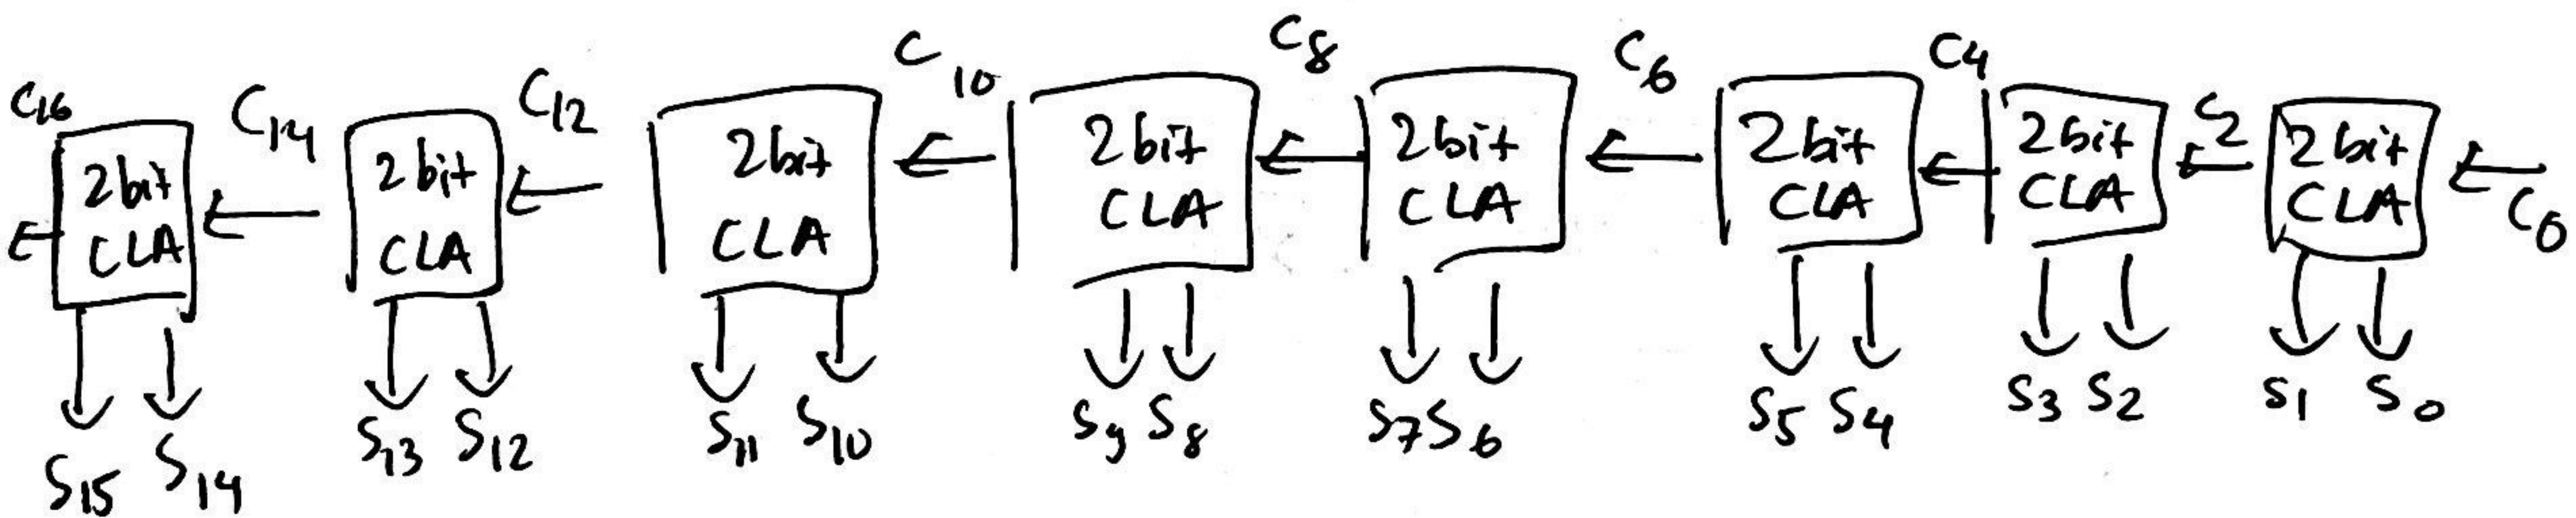 C16 C14 C12 C10 C8 C6 C4 C2 C0
2bit 2bit 2bit 2bit 2bit 2bit 2bit 2bit
CLA CLA CLA CLA CLA CLA CLA CLA
S15 S14 S13 S12 S11 S10 S9 S8 S7 S6 S5 S4 S3 S2 S1 S0